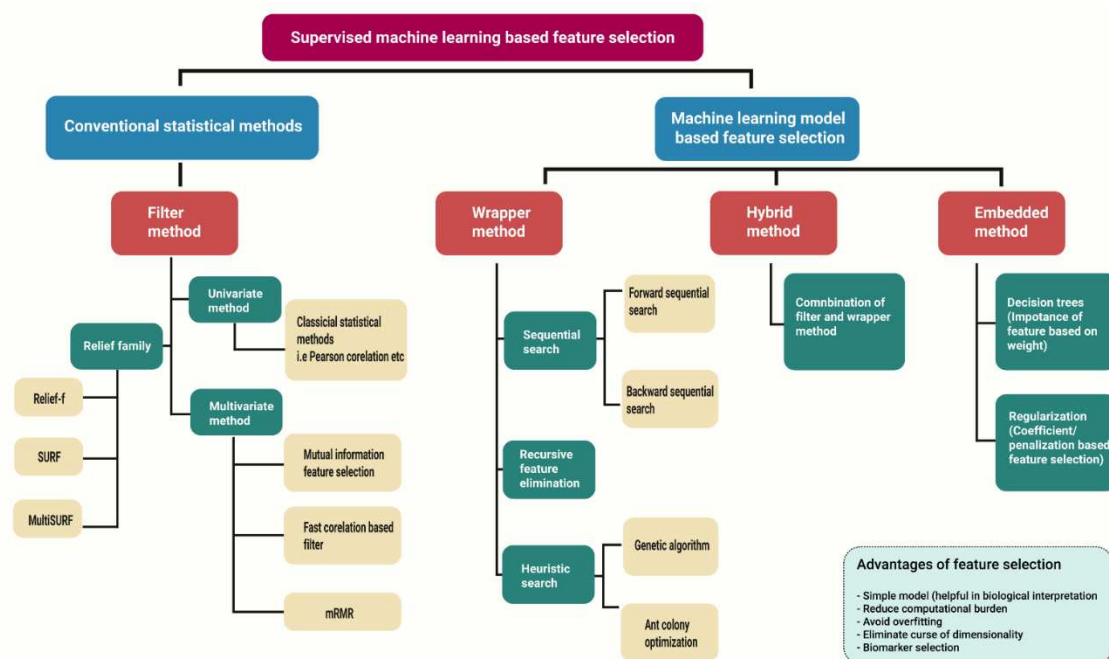 Supervised machine learning based feature selection
Conventional statistical methods
Machine learning model
based feature selection
Filter
method
Wrapper
method
Hybrid
method
Embedded
method
Univariate
method
Classicial statistical
methods
i.e Pearson corelation etc
Relief family
Relief-f
SURF
MultiSURF
Multivariate
method
Mutual information
feature selection
Fast corelation based
filter
mRMR
Sequential
search
Forward sequential
search
Backward sequential
search
Recursive
feature
elimination
Heuristic
search
Genetic algorithm
Ant colony
optimization
Comnbination of
filter and wrapper
method
Decision trees
(Impotance of
feature based on
weight)
Regularization
(Coefficient/
penalization based
feature selection)
Advantages of feature selection
- Simple model (helpful in biological interpretation
- Reduce computational burden
- Avoid overfitting
- Eliminate curse of dimensionality
- Biomarker selection